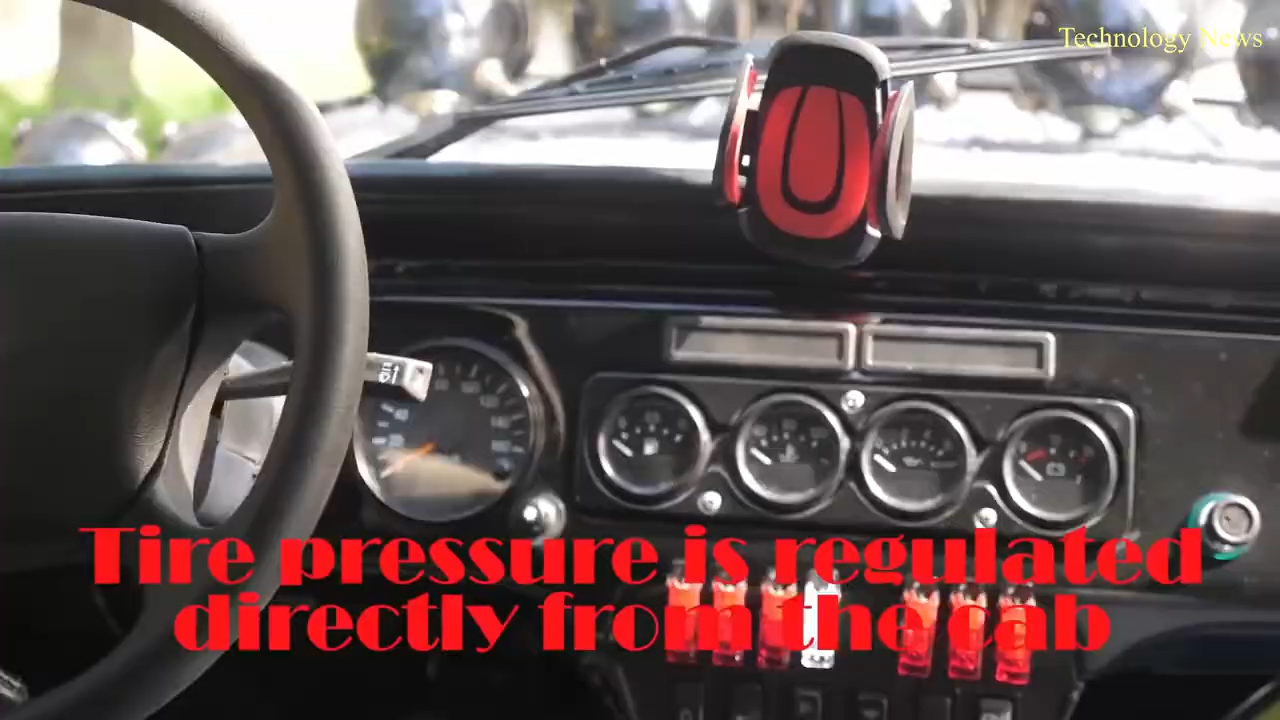 Technology News
Tire pressure is regulated
directly from the cab